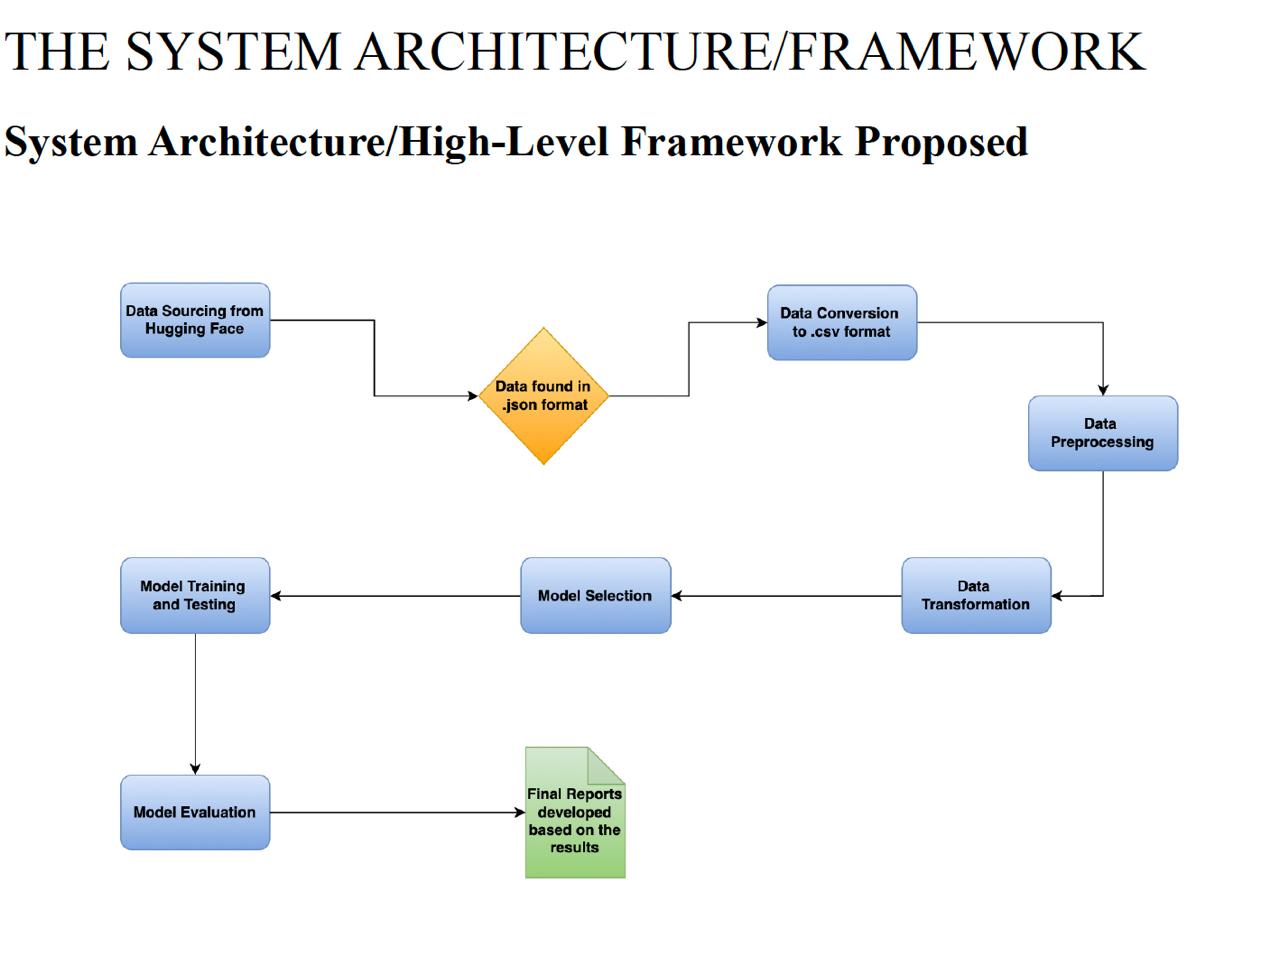 THE SYSTEM ARCHITECTURE/FRAMEWORK
System Architecture/High-Level Framework Proposed
Data Sourcing from
Hugging Face
Data found in
.json format
Data Conversion
to .csv format
Data
Preprocessing
Data
Transformation
Model Selection
Model Training
and Testing
Model Evaluation
Final Reports
developed
based on the
results